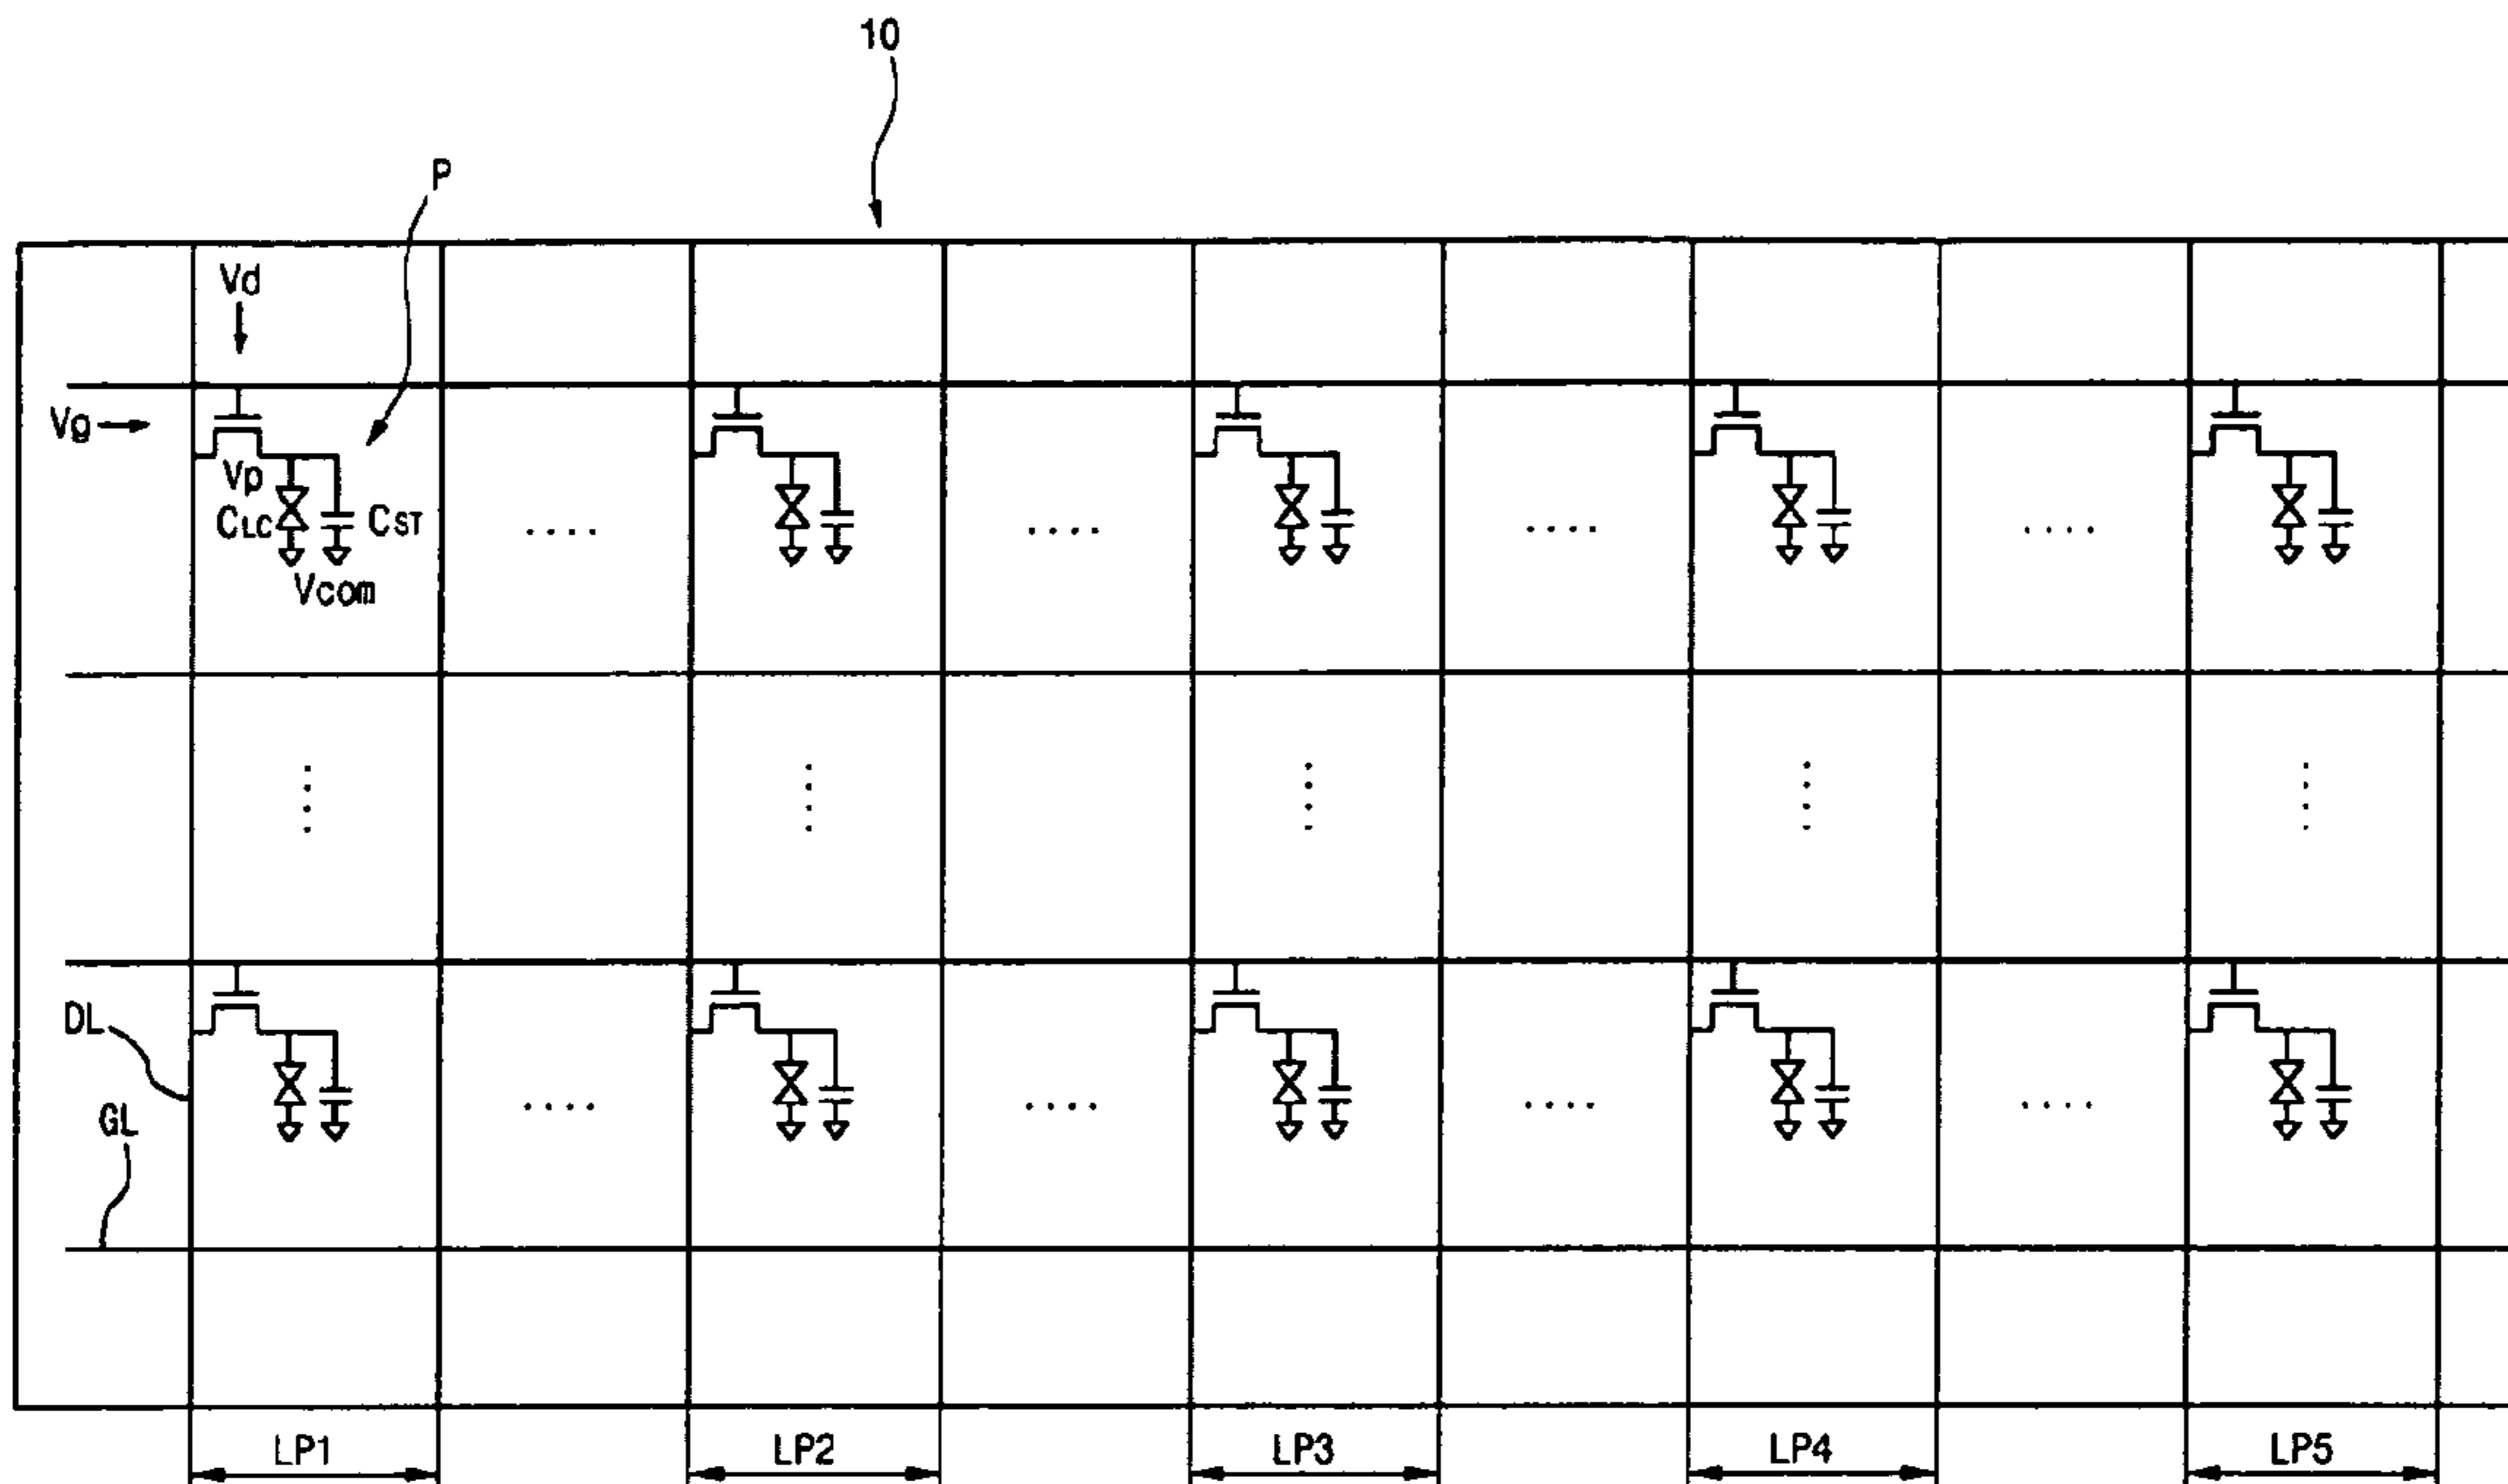 10
P
Vd
Vg
Vp
CLC
CST
Vcom
....
....
....
....
DL
GL
....
....
....
....
LP1
LP2
LP3
LP4
LP5